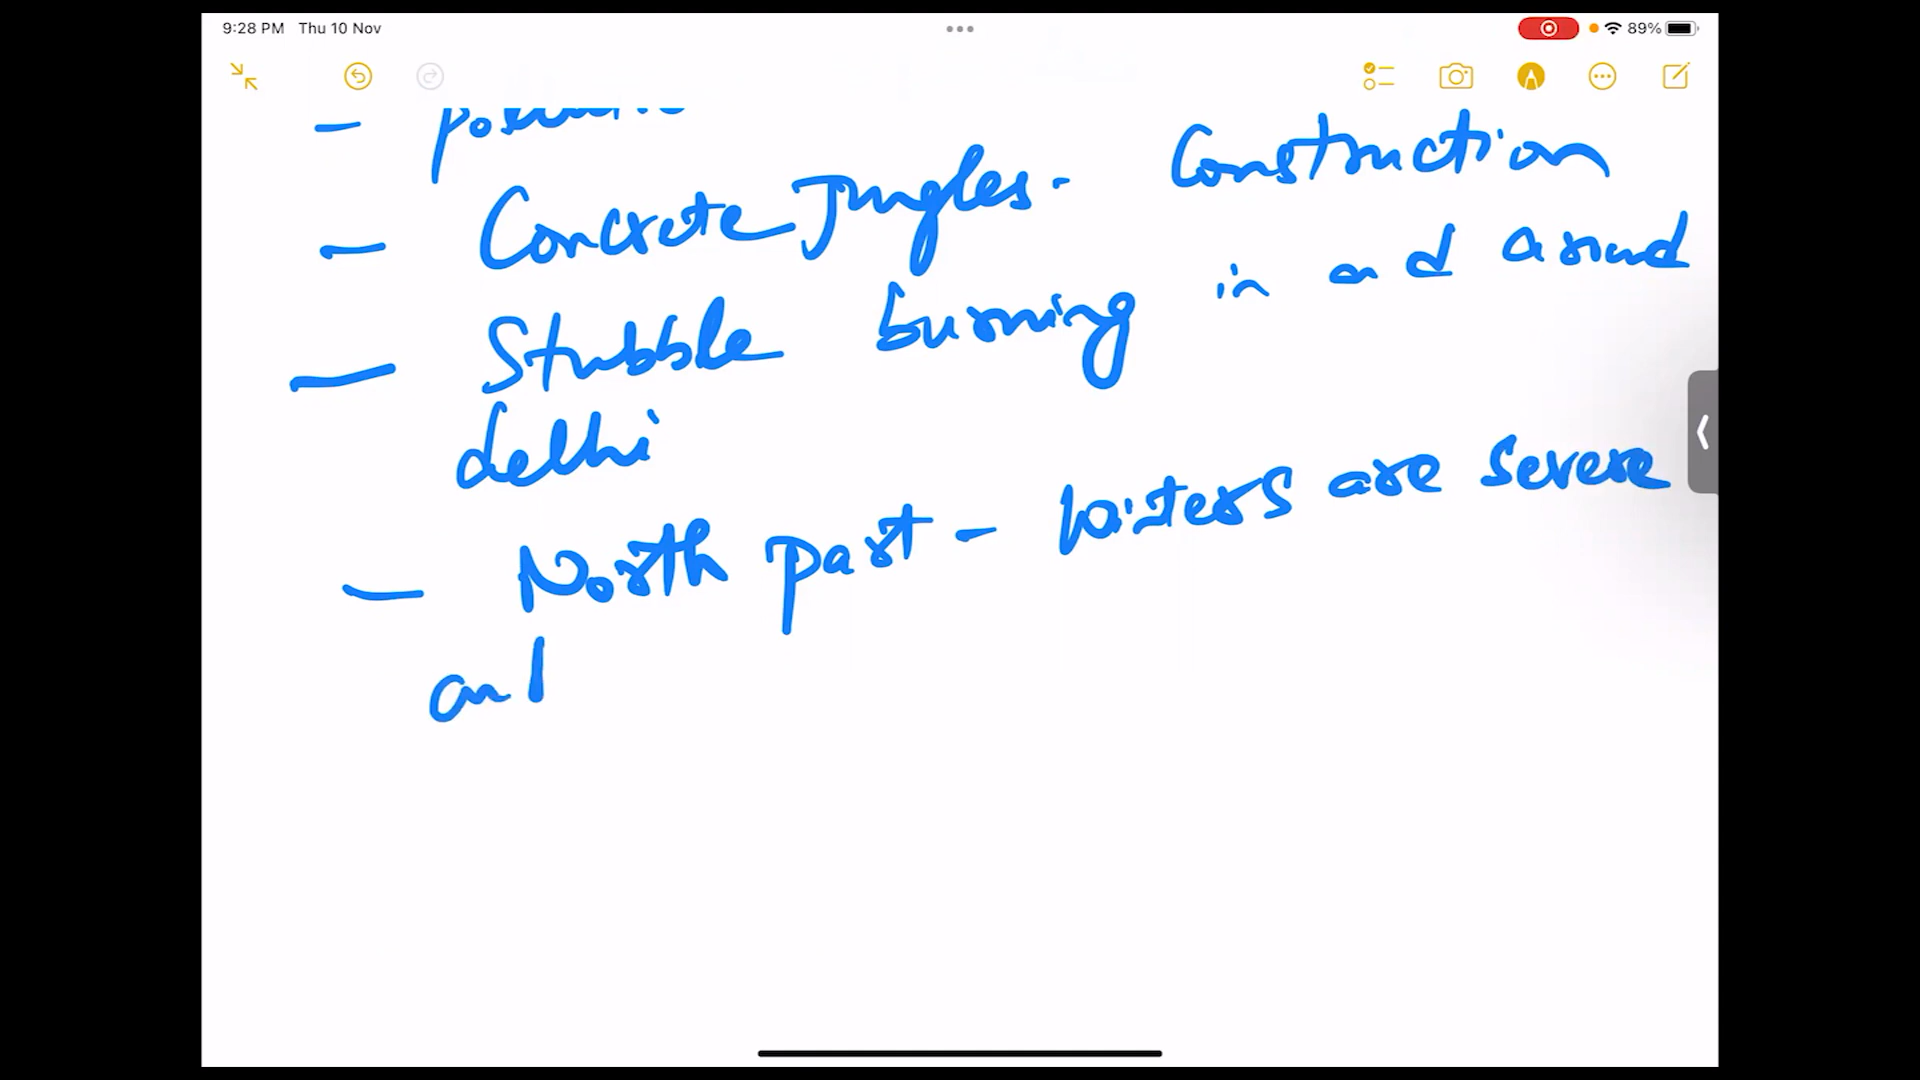 9:28 PM Thu 10 Nov
89%
-
- Concrete jungles - Construction
- Stubble burning in and around
delhi
- North part - Winters are severe